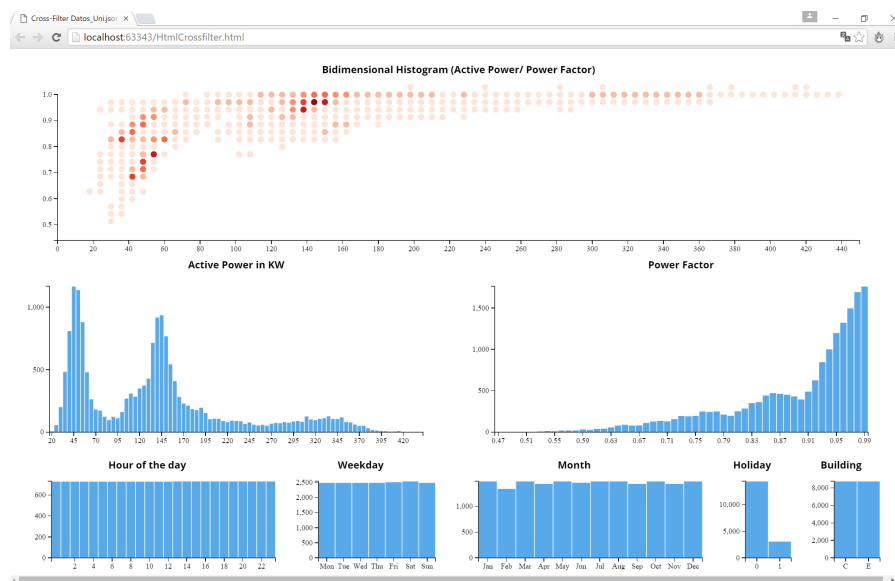 Cross-Filter Datos_Uni.json
localhost:63343/HtmlCrossfilter.html
Bidimensional Histogram (Active Power/ Power Factor)
1.0
0.9
0.8
0.7
0.6
0.5
0 20 40 60 80 100 120 140 160 180 200 220 240 260 280 300 320 340 360 380 400 420 440
Active Power in KW
1,000
500
0
20 45 70 95 120 145 170 195 220 245 270 295 320 345 370 395 420
Power Factor
1,500
1,000
500
0
0.47 0.51 0.55 0.59 0.63 0.67 0.71 0.75 0.79 0.83 0.87 0.91 0.95 0.99
Hour of the day
600
400
200
0
2 4 6 8 10 12 14 16 18 20 22
Weekday
2,500
2,000
1,500
1,000
500
0
Mon Tue Wed Thu Fri Sat Sun
Month
1,000
500
0
Jan Feb Mar Apr May Jun Jul Aug Sep Oct Nov Dec
Holiday
10,000
5,000
0
0 1
Building
8,000
6,000
4,000
2,000
0
C E